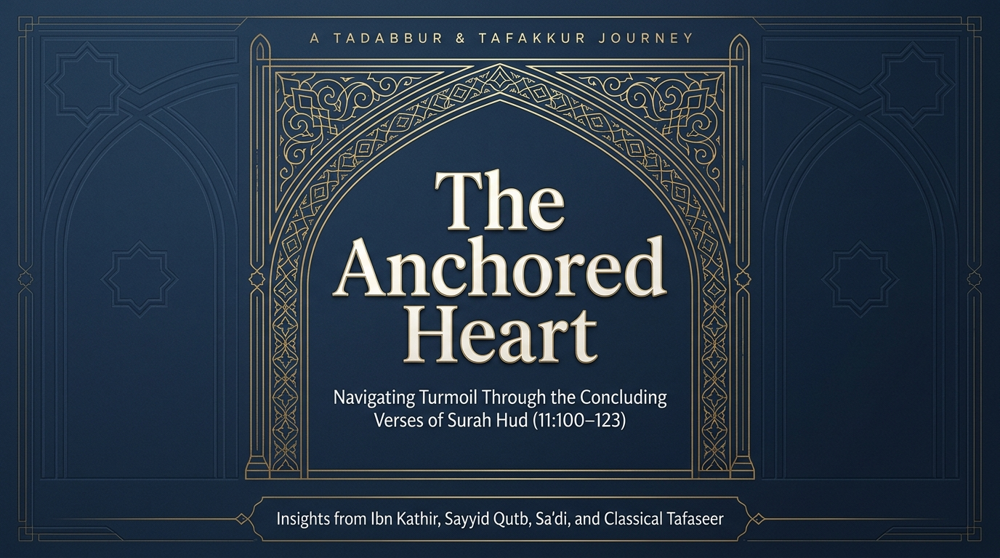 A TADABBUR & TAFAKKUR JOURNEY
The
Anchored
Heart
Navigating Turmoil Through the Concluding
Verses of Surah Hud (11:100–123)
Insights from Ibn Kathir, Sayyid Qutb, Sa'di, and Classical Tafaseer